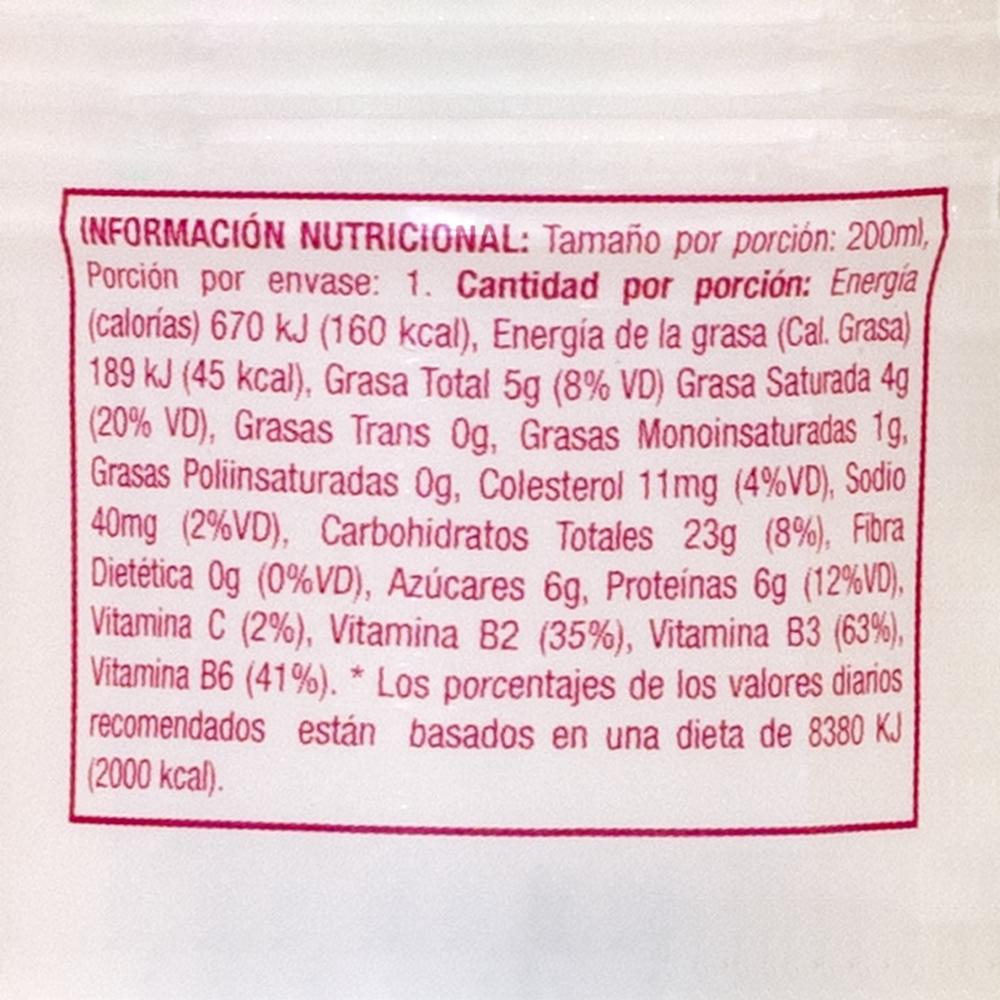 INFORMACIÓN NUTRICIONAL: Tamaño por porción: 200ml,
Porción por envase: 1. Cantidad por porción: Energía
(calorías) 670 kJ (160 kcal), Energía de la grasa (Cal. Grasa)
189 kJ (45 kcal), Grasa Total 5g (8% VD) Grasa Saturada 4g
(20% VD), Grasas Trans 0g, Grasas Monoinsaturadas 1g,
Grasas Poliinsaturadas 0g, Colesterol 11mg (4%VD), Sodio
40mg (2%VD), Carbohidratos Totales 23g (8%), Fibra
Dietética 0g (0%VD), Azúcares 6g, Proteínas 6g (12%VD),
Vitamina C (2%), Vitamina B2 (35%), Vitamina B3 (63%),
Vitamina B6 (41%). * Los porcentajes de los valores diarios
recomendados están basados en una dieta de 8380 KJ
(2000 kcal).